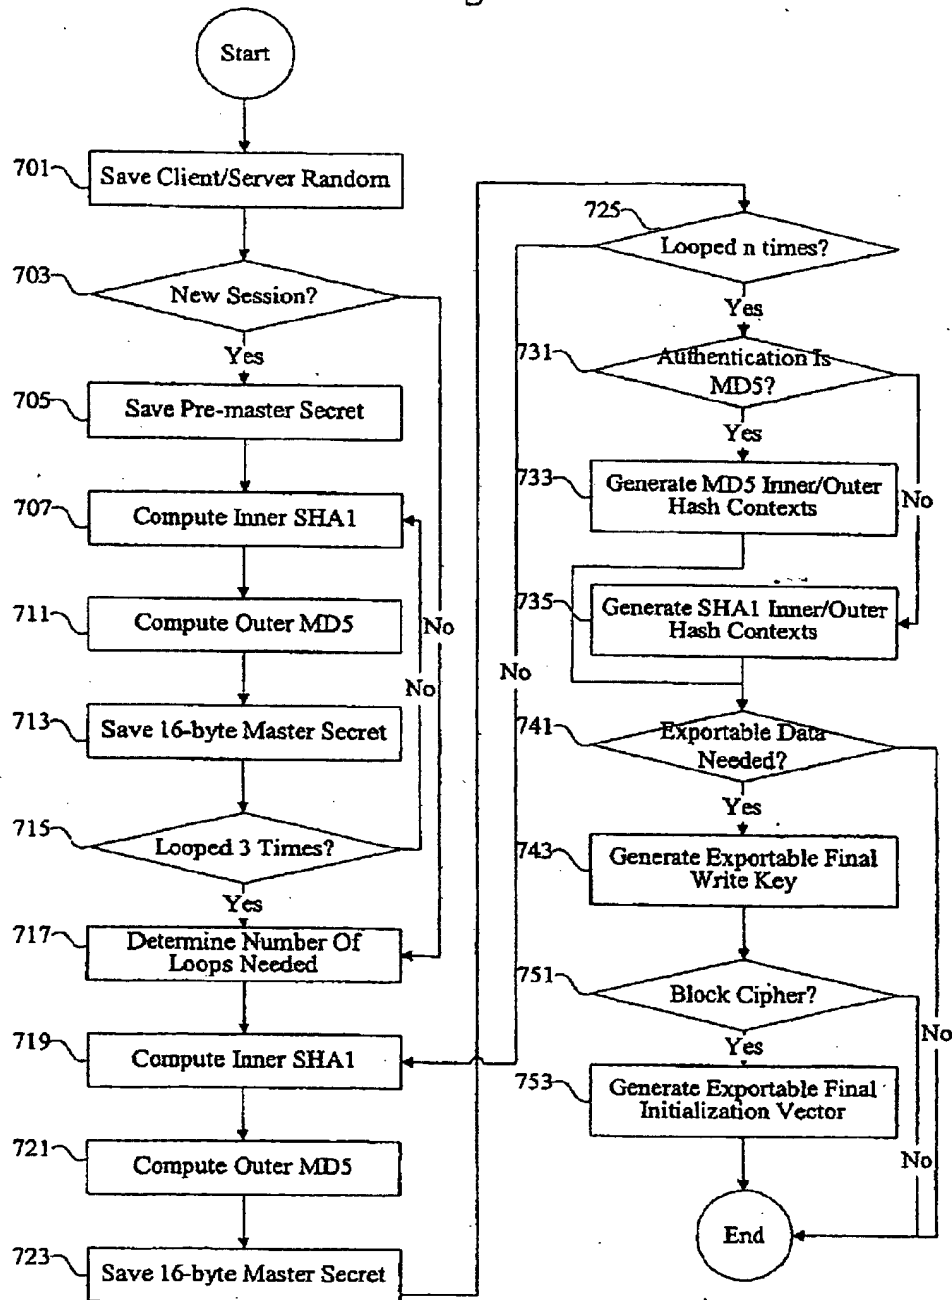 Start
701
Save Client/Server Random
703
New Session?
Yes
705
Save Pre-master Secret
707
Compute Inner SHA1
711
Compute Outer MD5
No
No
713
Save 16-byte Master Secret
715
Looped 3 Times?
Yes
717
Determine Number Of
Loops Needed
719
Compute Inner SHA1
721
Compute Outer MD5
723
Save 16-byte Master Secret
725
Looped n times?
Yes
731
Authentication Is
MD5?
Yes
733
Generate MD5 Inner/Outer
Hash Contexts
No
735
Generate SHA1 Inner/Outer
Hash Contexts
No
741
Exportable Data
Needed?
Yes
743
Generate Exportable Final
Write Key
751
Block Cipher?
No
Yes
753
Generate Exportable Final
Initialization Vector
No
End